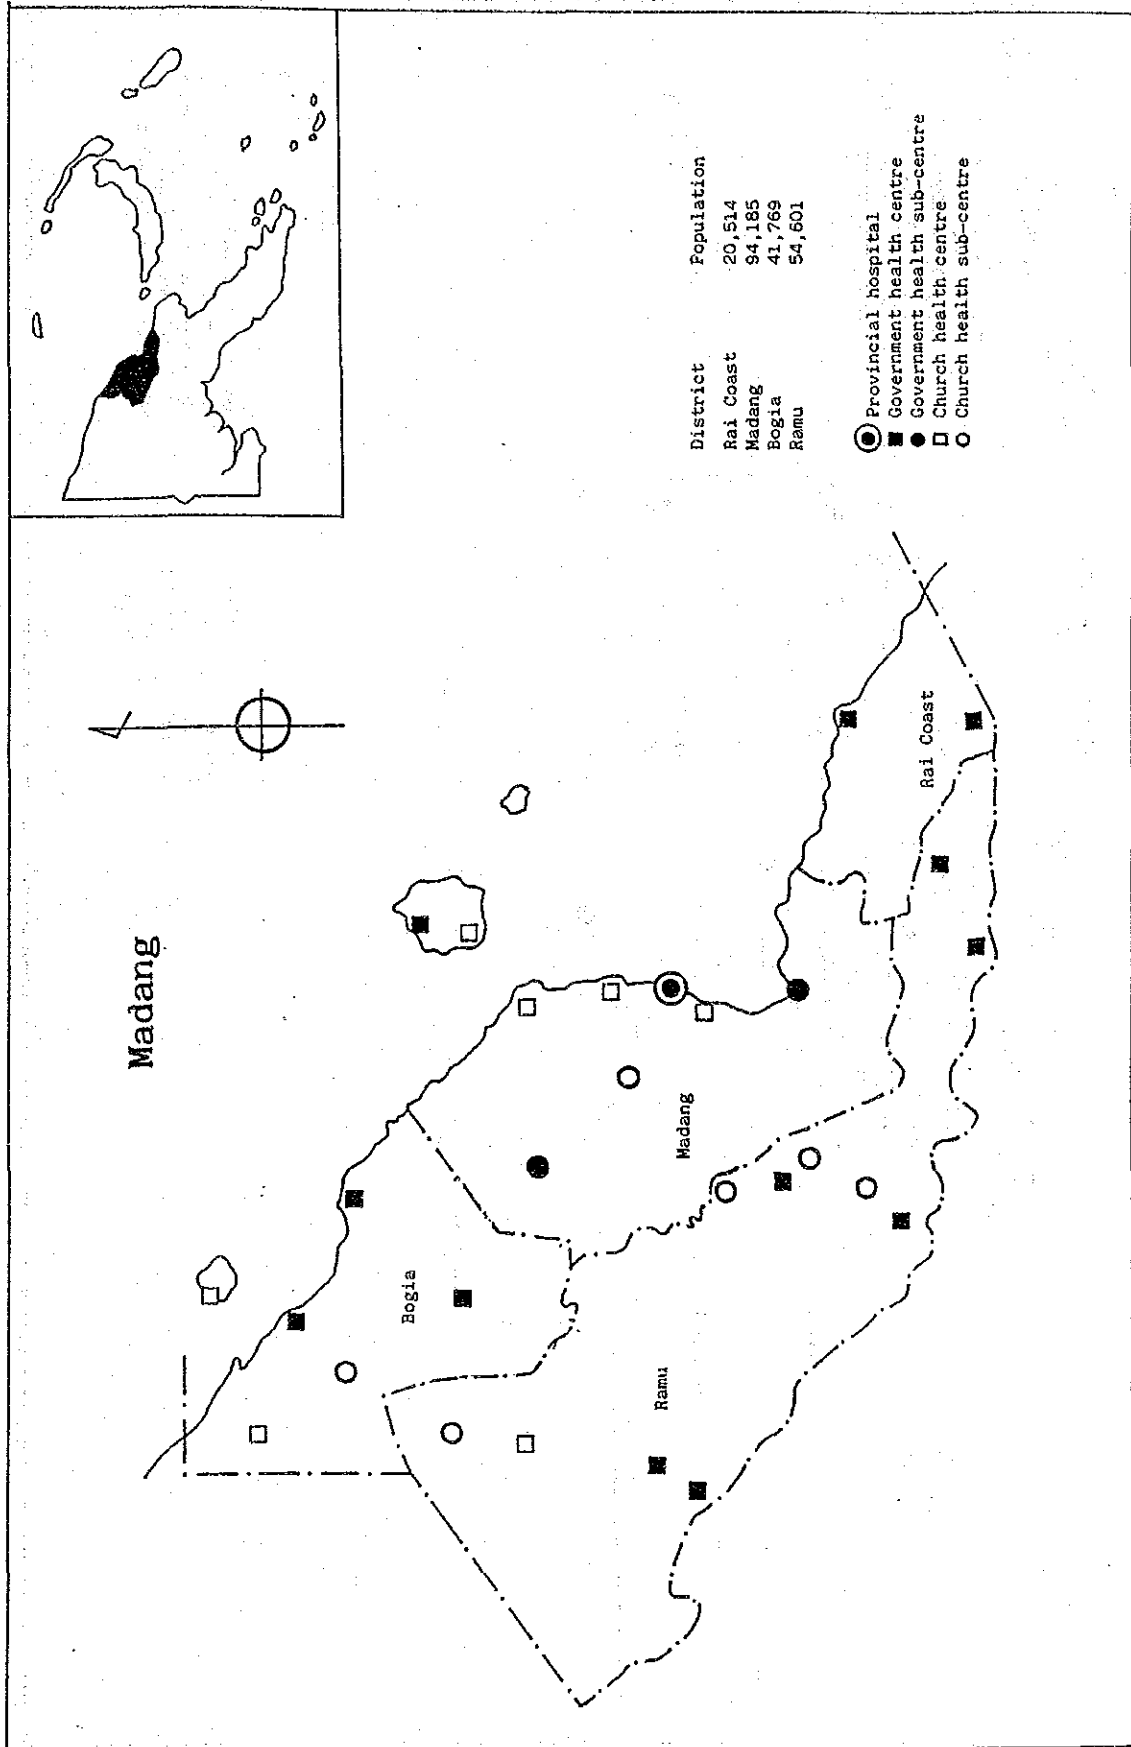 Madang
District Population
Rai Coast 20,514
Madang 94,185
Bogia 41,769
Ramu 54,601
Provincial hospital
Government health centre
Government health sub-centre
Church health centre
Church health sub-centre
Bogia
Madang
Ramu
Rai Coast